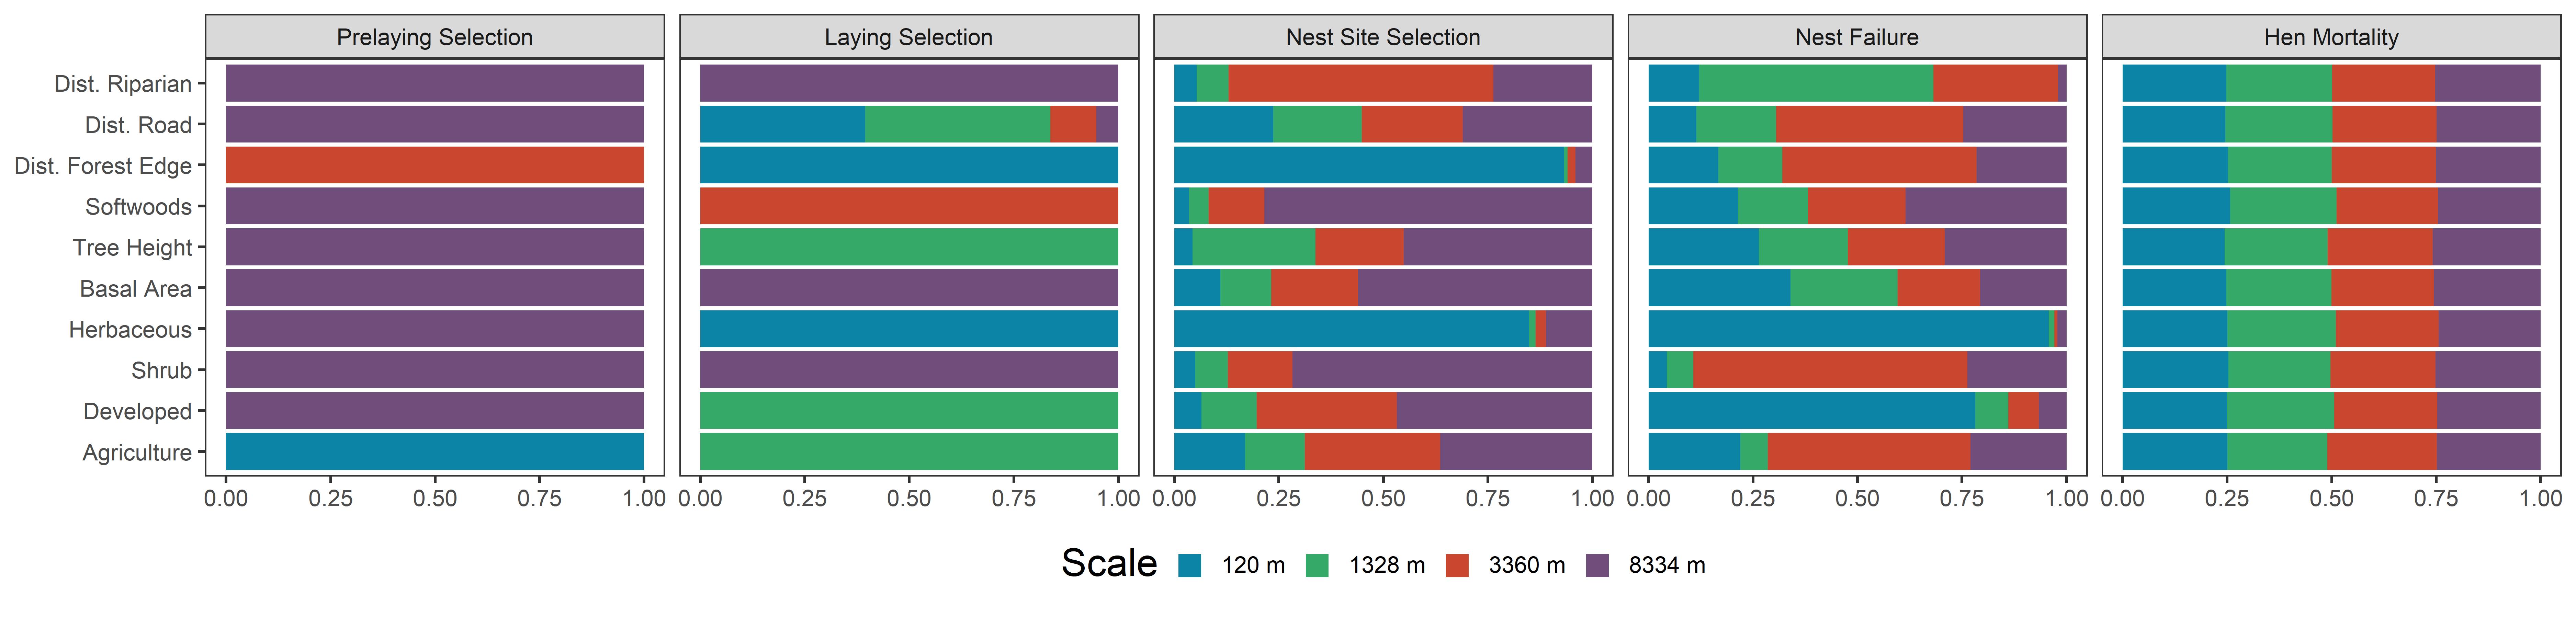 Prelaying Selection Laying Selection Nest Site Selection Nest Failure Hen Mortality
Dist. Riparian
Dist. Road
Dist. Forest Edge
Softwoods
Tree Height
Basal Area
Herbaceous
Shrub
Developed
Agriculture
0.00 0.25 0.50 0.75 1.00 0.00 0.25 0.50 0.75 1.00 0.00 0.25 0.50 0.75 1.00 0.00 0.25 0.50 0.75 1.00 0.00 0.25 0.50 0.75 1.00
Scale 120 m 1328 m 3360 m 8334 m